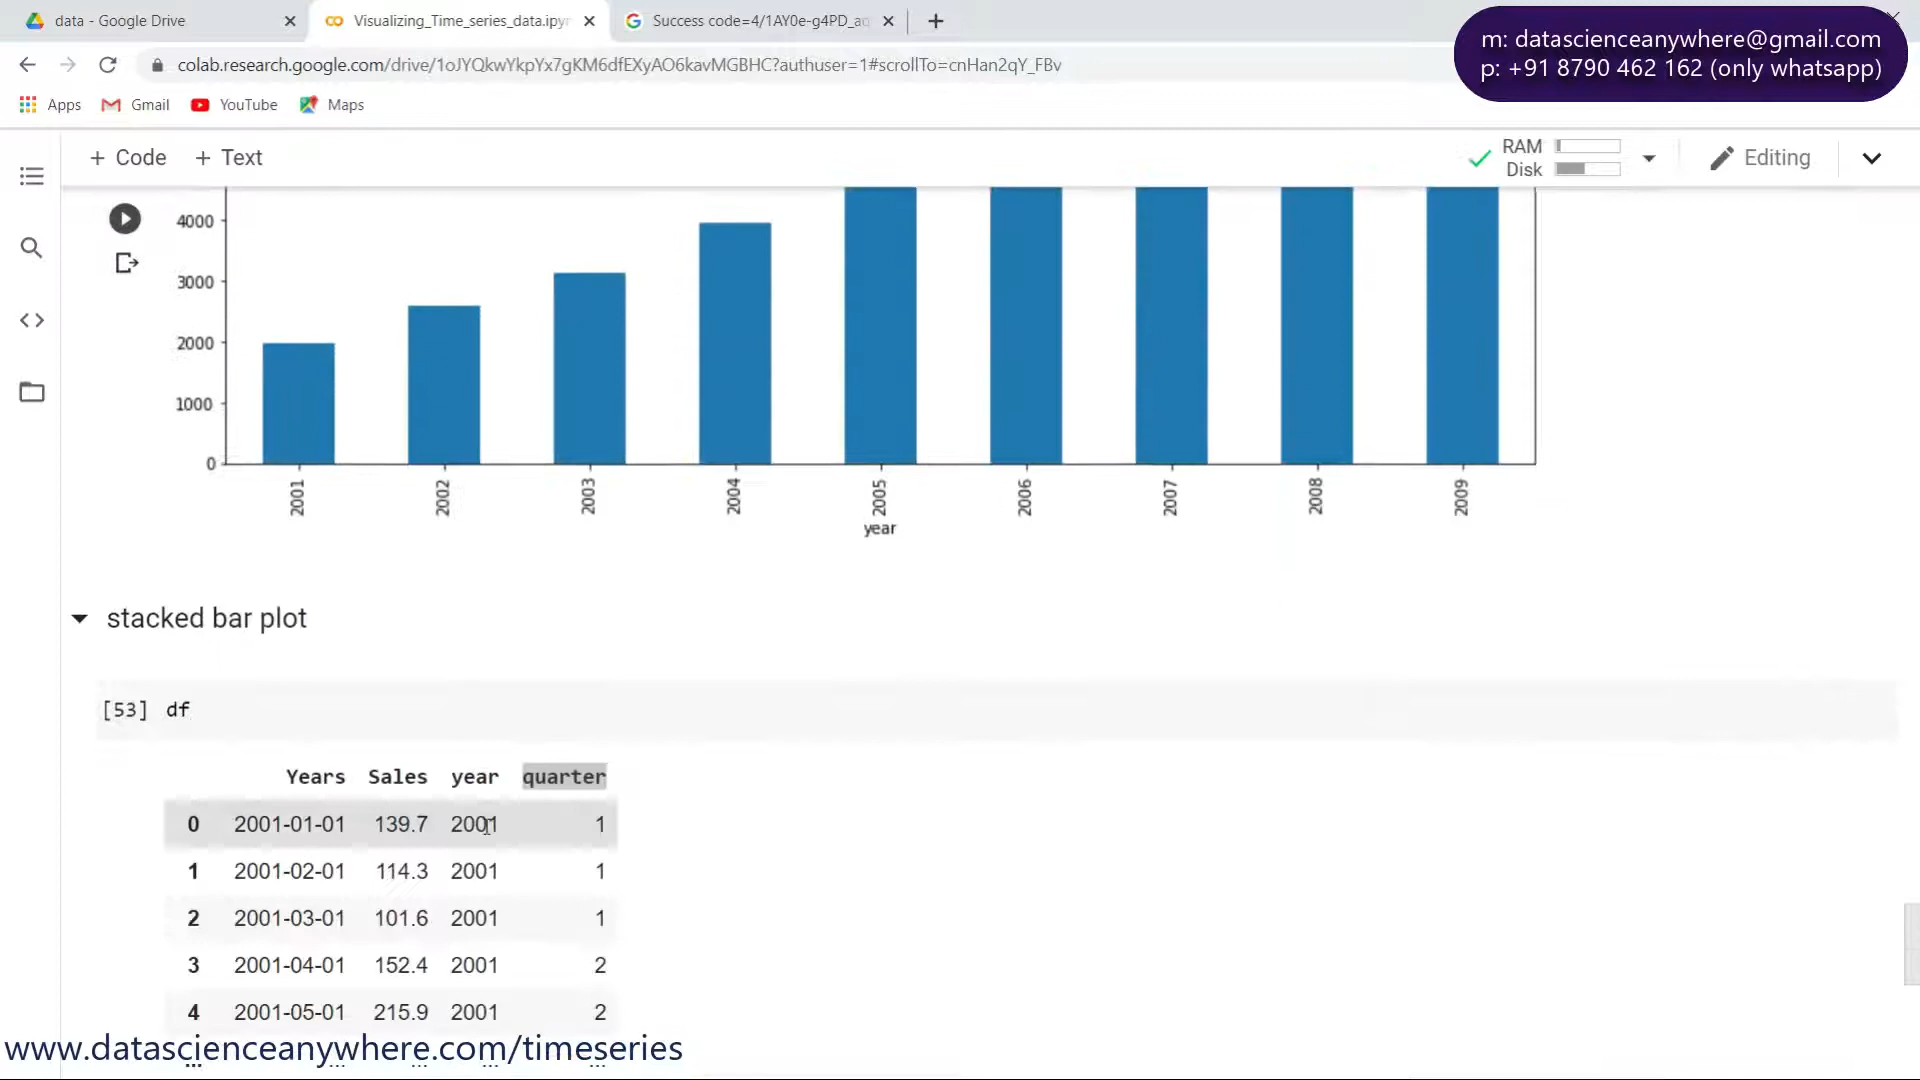 data - Google Drive
Visualizing_Time_series_data.ipyn
Success code=4/1AY0e-g4PD_aq
m: datascienceanywhere@gmail.com
p: +91 8790 462 162 (only whatsapp)
colab.research.google.com/drive/1oJYQkwYkpYx7gKM6dfEXyAO6kavMGBHC?authuser=1#scrollTo=cnHan2qY_FBv
Apps Gmail YouTube Maps
+ Code + Text
RAM
Disk
Editing
4000
3000
2000
1000
0
2001 2002 2003 2004 2005 2006 2007 2008 2009
year
stacked bar plot
[53] df
Years Sales year quarter
0 2001-01-01 139.7 2001 1
1 2001-02-01 114.3 2001 1
2 2001-03-01 101.6 2001 1
3 2001-04-01 152.4 2001 2
4 2001-05-01 215.9 2001 2
... ... ... ... ...
www.datascienceanywhere.com/timeseries